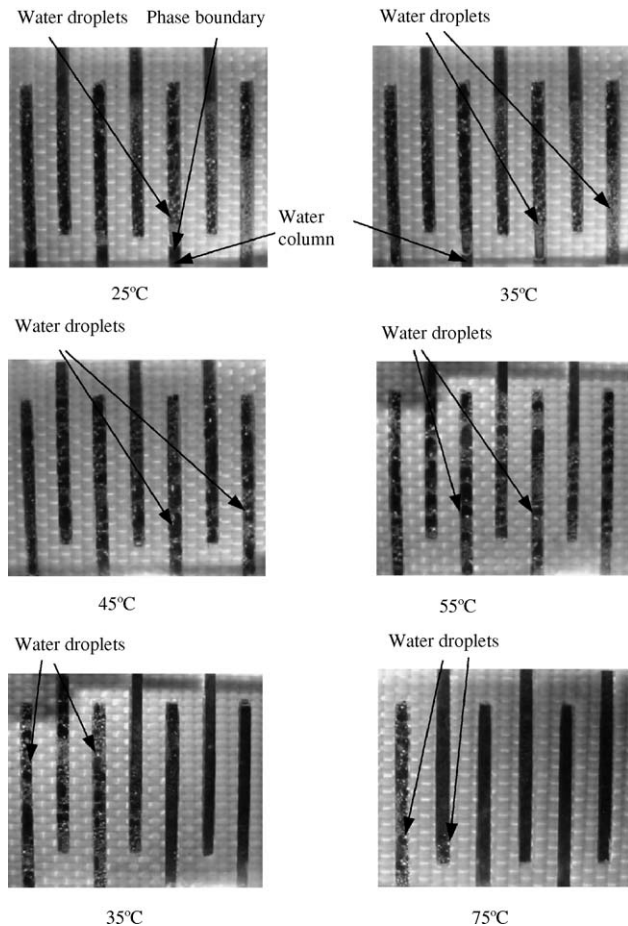 Water droplets
Phase boundary
Water droplets
Water
column
25ºC
35ºC
Water droplets
Water droplets
45ºC
55ºC
Water droplets
Water droplets
35ºC
75ºC